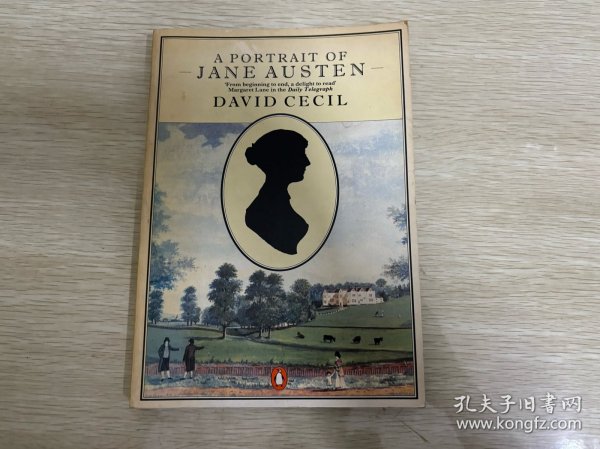 A PORTRAIT OF
JANE AUSTEN
'From beginning to end, a delight to read'
Margaret Lane in the Daily Telegraph
DAVID CECIL
孔夫子旧书网
www.kongfz.com